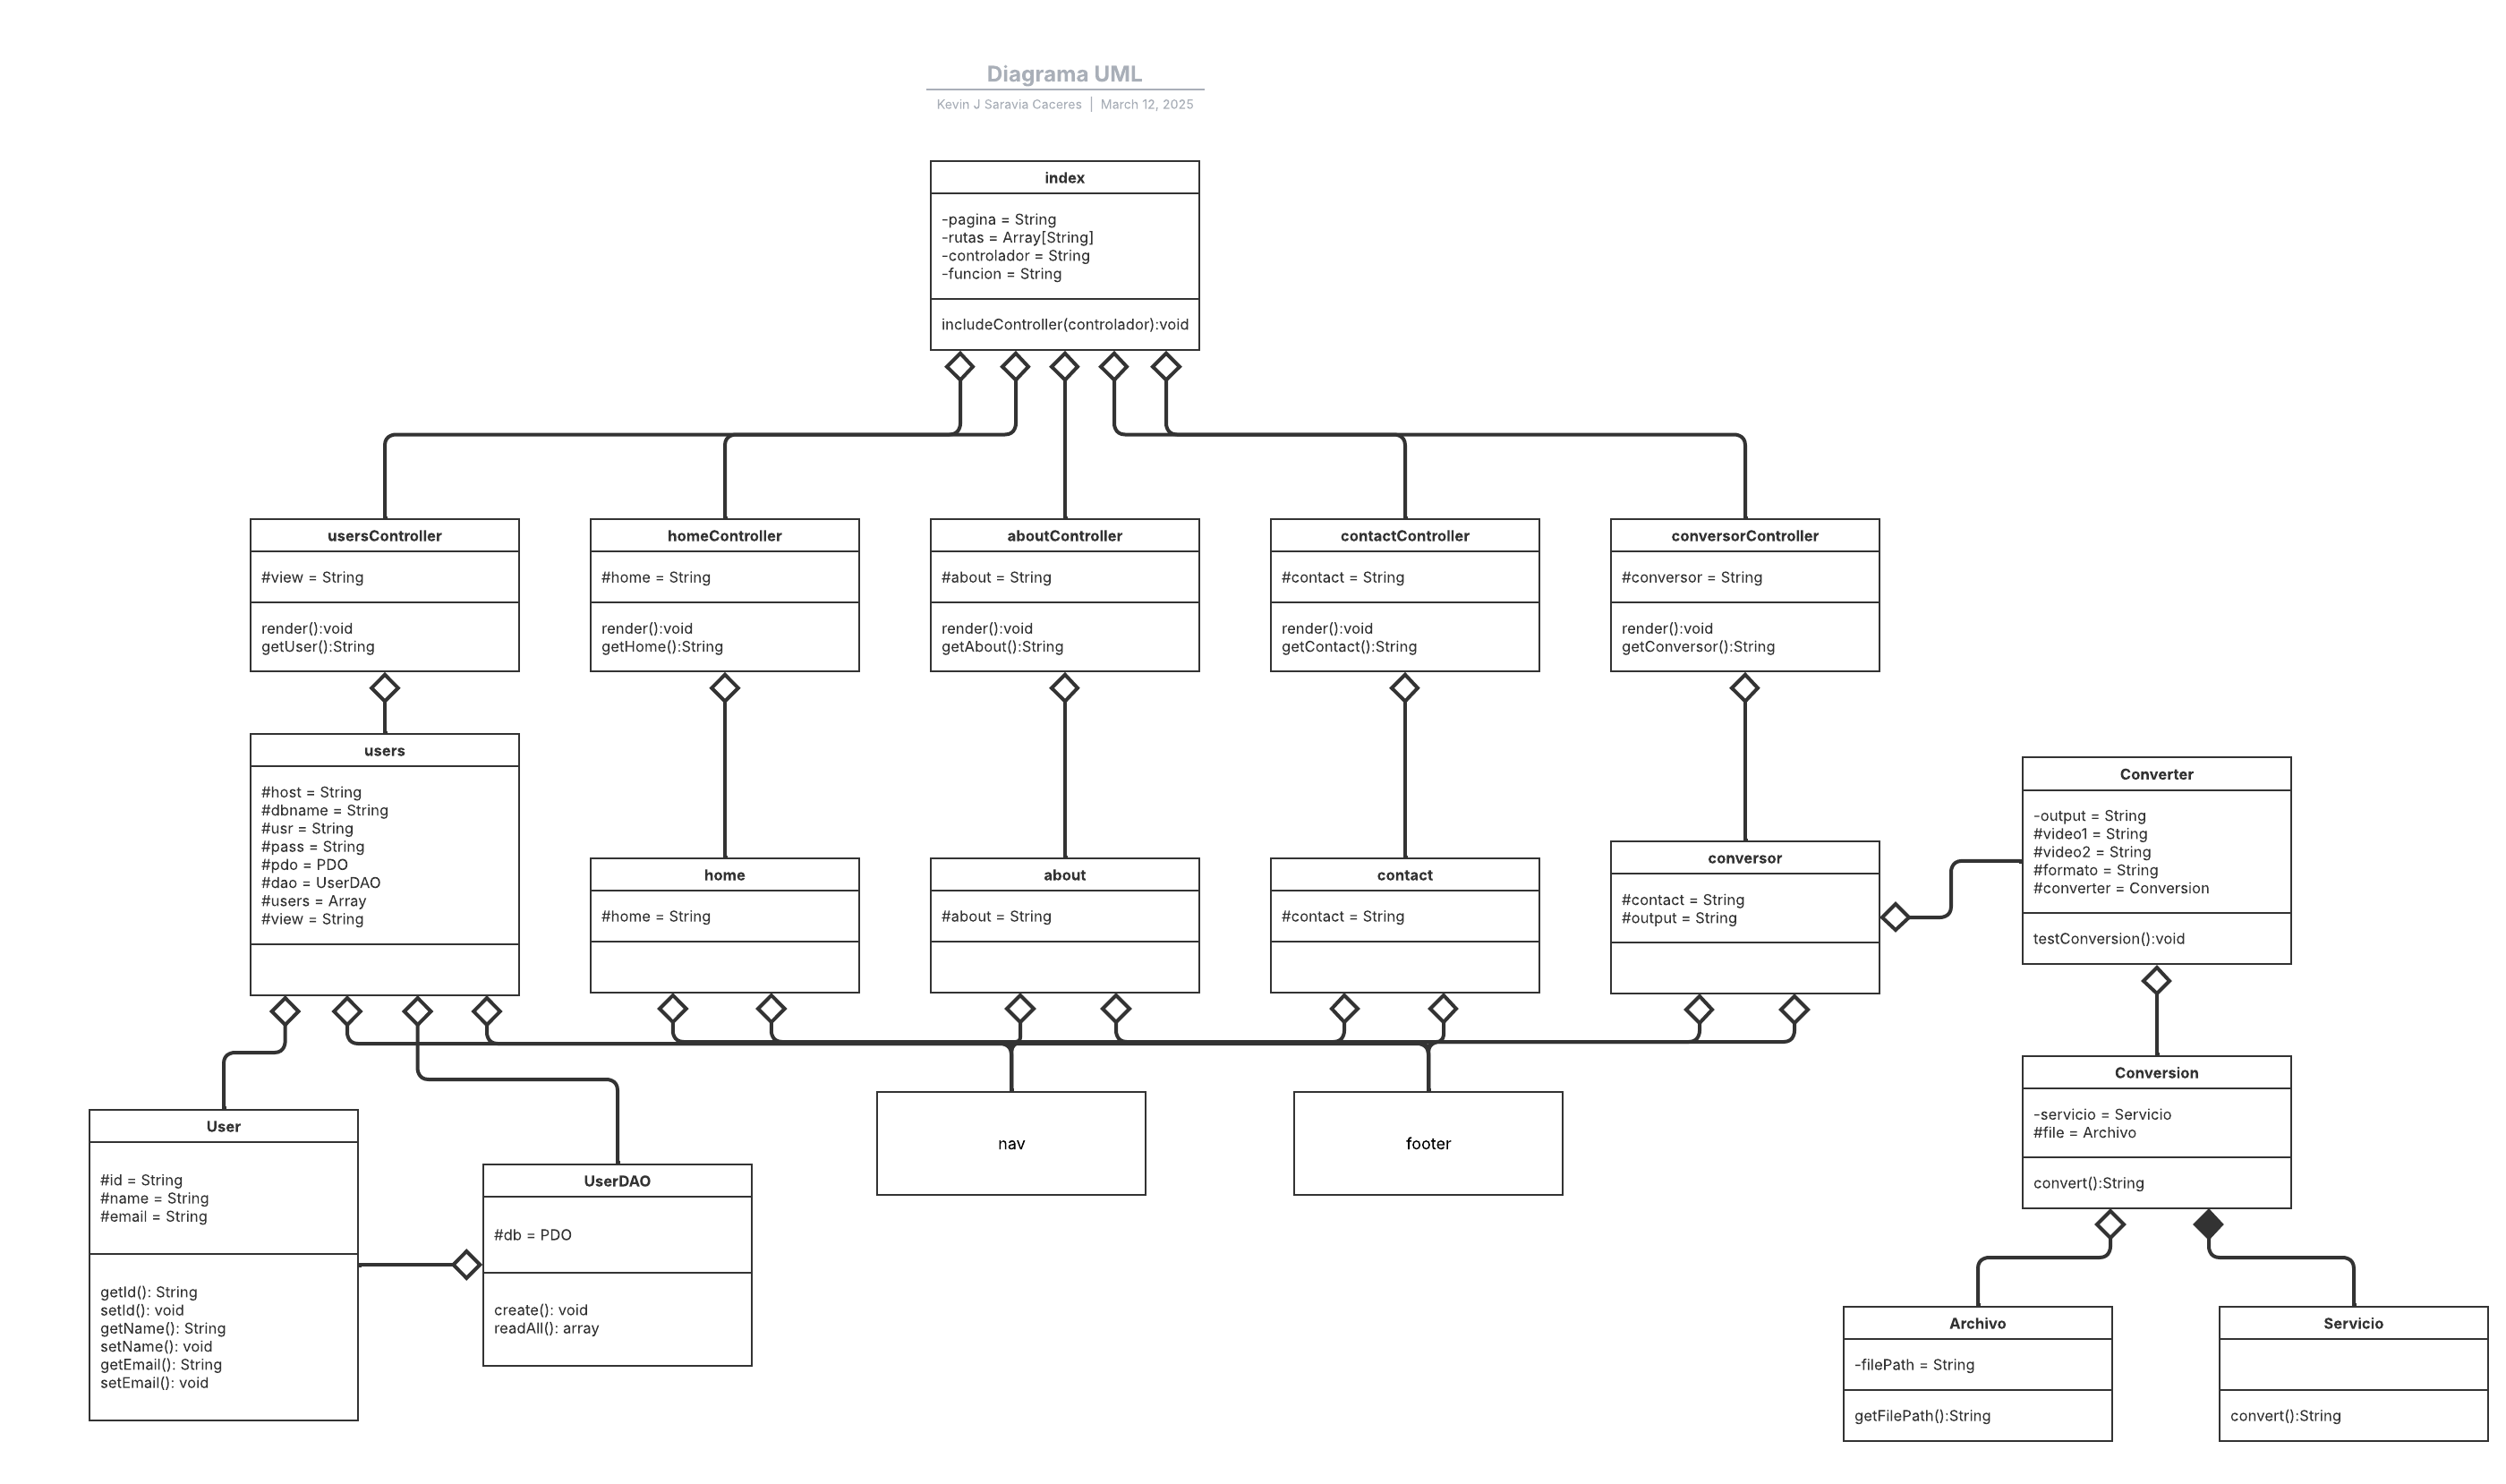 Diagrama UML
Kevin J Saravia Caceres | March 12, 2025
index
-pagina = String
-rutas = Array[String]
-controlador = String
-funcion = String
includeController(controlador):void
usersController
#view = String
render():void
getUser():String
homeController
#home = String
render():void
getHome():String
aboutController
#about = String
render():void
getAbout():String
contactController
#contact = String
render():void
getContact():String
conversorController
#conversor = String
render():void
getConversor():String
users
#host = String
#dbname = String
#usr = String
#pass = String
#pdo = PDO
#dao = UserDAO
#users = Array
#view = String
home
#home = String
about
#about = String
contact
#contact = String
conversor
#contact = String
#output = String
Converter
-output = String
#video1 = String
#video2 = String
#formato = String
#converter = Conversion
testConversion():void
User
#id = String
#name = String
#email = String
getId(): String
setId(): void
getName(): String
setName(): void
getEmail(): String
setEmail(): void
UserDAO
#db = PDO
create(): void
readAll(): array
nav
footer
Conversion
-servicio = Servicio
#file = Archivo
convert():String
Archivo
-filePath = String
getFilePath():String
Servicio
convert():String